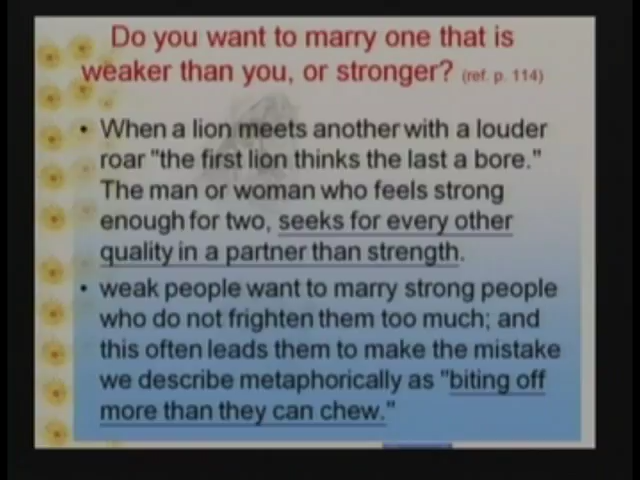 Do you want to marry one that is
weaker than you, or stronger? (ref. p. 114)
• When a lion meets another with a louder
roar "the first lion thinks the last a bore."
The man or woman who feels strong
enough for two, seeks for every other
quality in a partner than strength.
• weak people want to marry strong people
who do not frighten them too much; and
this often leads them to make the mistake
we describe metaphorically as "biting off
more than they can chew."